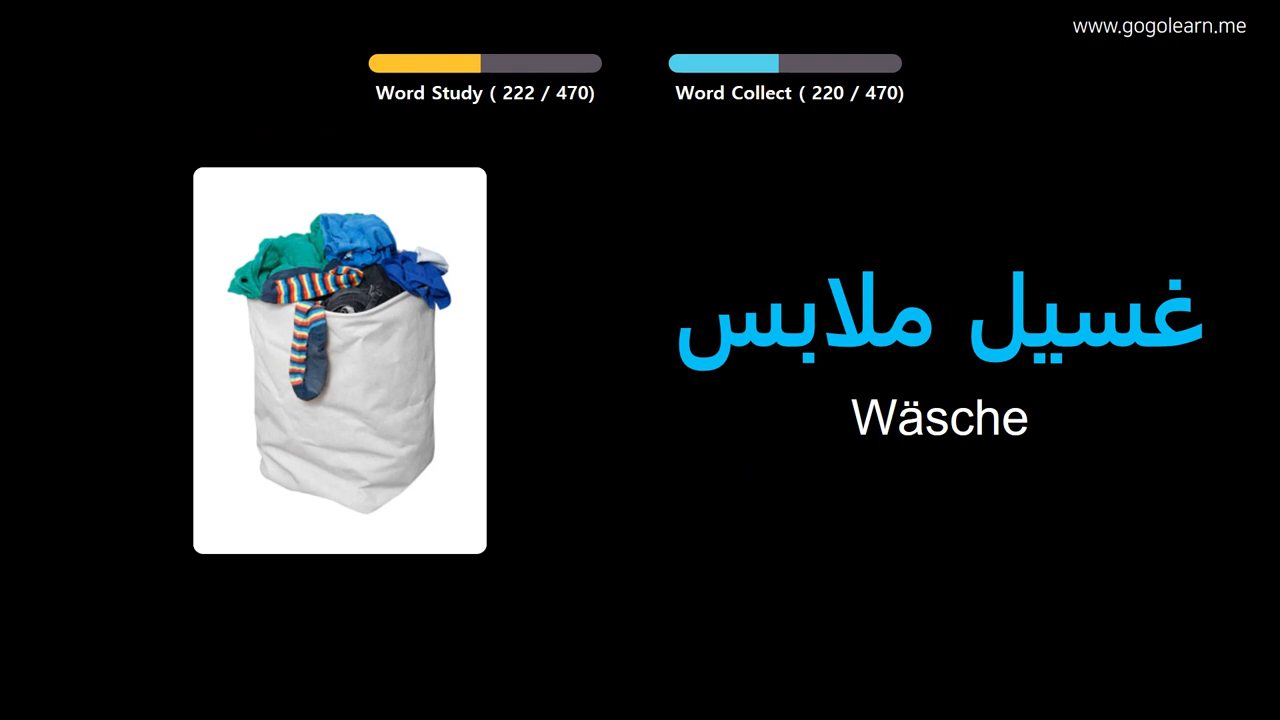 www.gogolearn.me
Word Study ( 222 / 470)
Word Collect ( 220 / 470)
غسيل ملابس
Wäsche